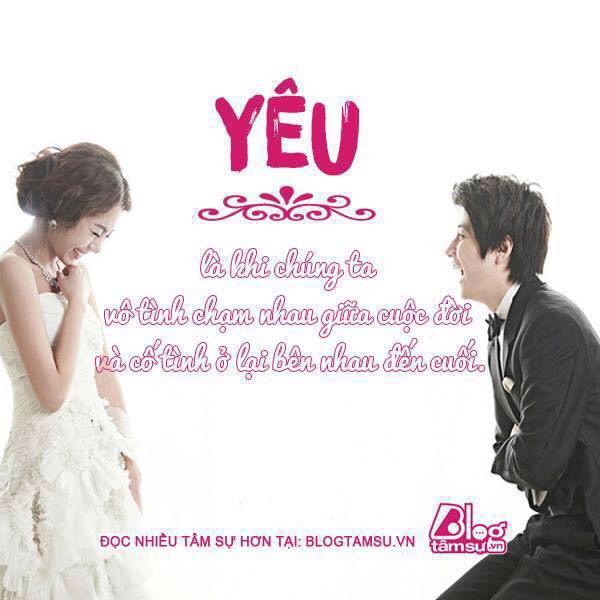 YÊU
là khi chúng ta
vô tình chạm nhau giữa cuộc đời
và cố tình ở lại bên nhau đến cuối.
ĐỌC NHIỀU TÂM SỰ HƠN TẠI: BLOGTAMSU.VN
Blog
tâmsự.vn